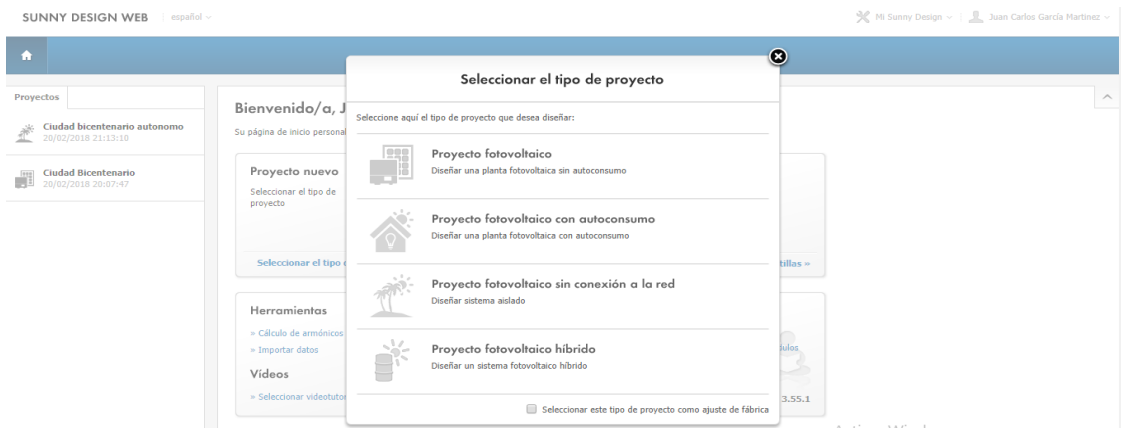 SUNNY DESIGN WEB español
Mi Sunny Design Juan Carlos García Martinez
Proyectos
Ciudad bicentenario autonomo
20/02/2018 21:13:10
Ciudad Bicentenario
20/02/2018 20:07:47
Bienvenido/a, J
Su página de inicio personal
Proyecto nuevo
Seleccionar el tipo de
proyecto
Seleccionar el tipo
tillas »
Herramientas
» Cálculo de armónicos
» Importar datos
Vídeos
» Seleccionar videotutor
3.55.1
Seleccionar el tipo de proyecto
Seleccione aquí el tipo de proyecto que desea diseñar:
Proyecto fotovoltaico
Diseñar una planta fotovoltaica sin autoconsumo
Proyecto fotovoltaico con autoconsumo
Diseñar una planta fotovoltaica con autoconsumo
Proyecto fotovoltaico sin conexión a la red
Diseñar sistema aislado
Proyecto fotovoltaico híbrido
Diseñar un sistema fotovoltaico híbrido
Seleccionar este tipo de proyecto como ajuste de fábrica